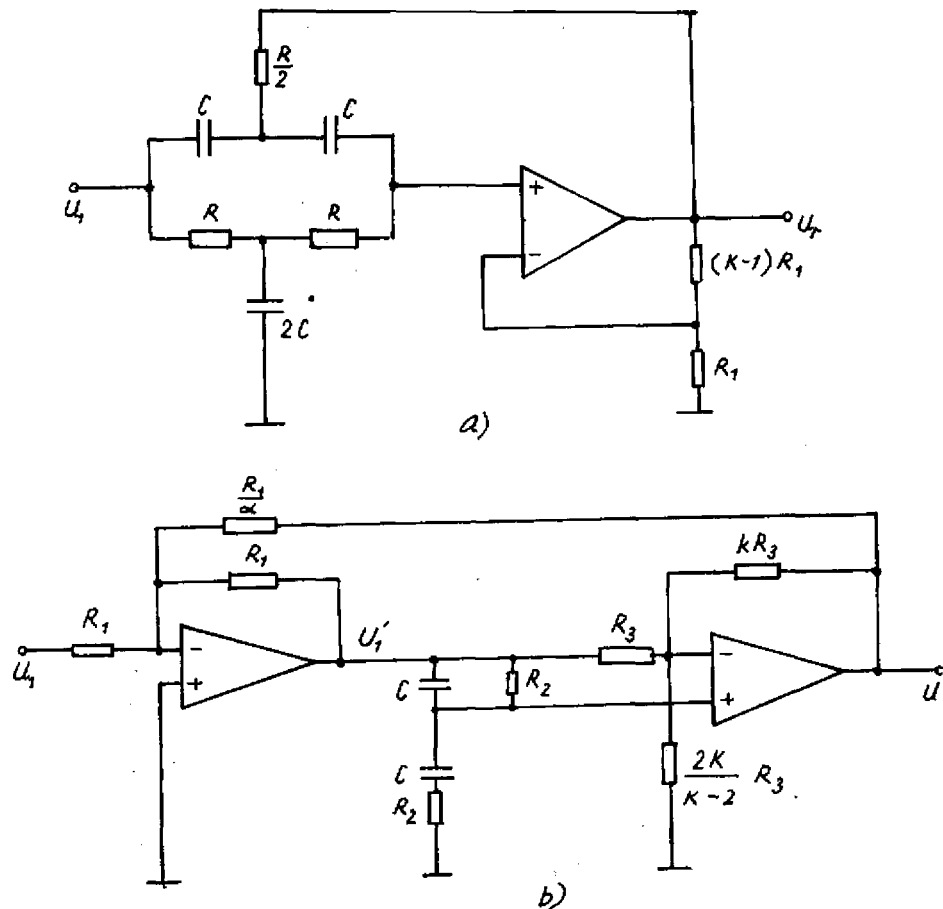 R/2
C
C
U₁
R
R
2C
+
−
Uᵣ
(K-1)R₁
R₁
a)
R₁/α
R₁
kR₃
R₁
U₁
−
+
U₁′
C
R₂
R₃
−
+
U
C
R₂
2K/K-2 R₃
b)